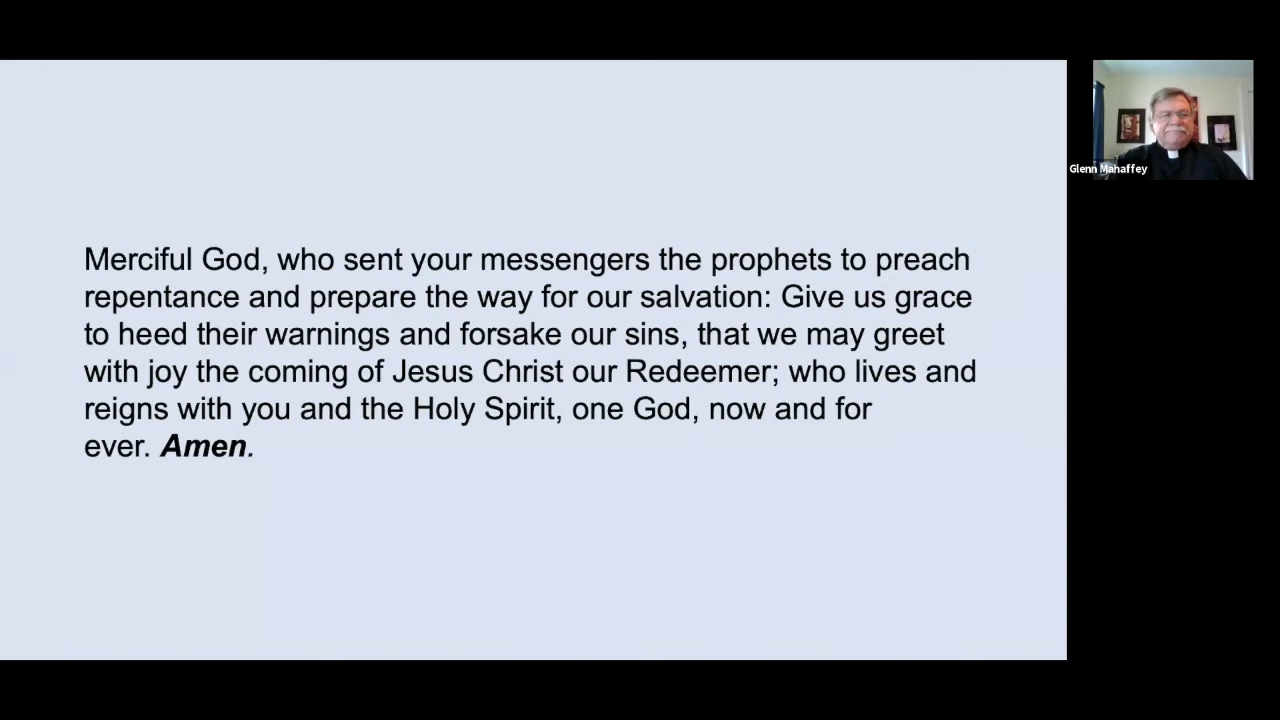 Merciful God, who sent your messengers the prophets to preach
repentance and prepare the way for our salvation: Give us grace
to heed their warnings and forsake our sins, that we may greet
with joy the coming of Jesus Christ our Redeemer; who lives and
reigns with you and the Holy Spirit, one God, now and for
ever. Amen.
Glenn Mahaffey